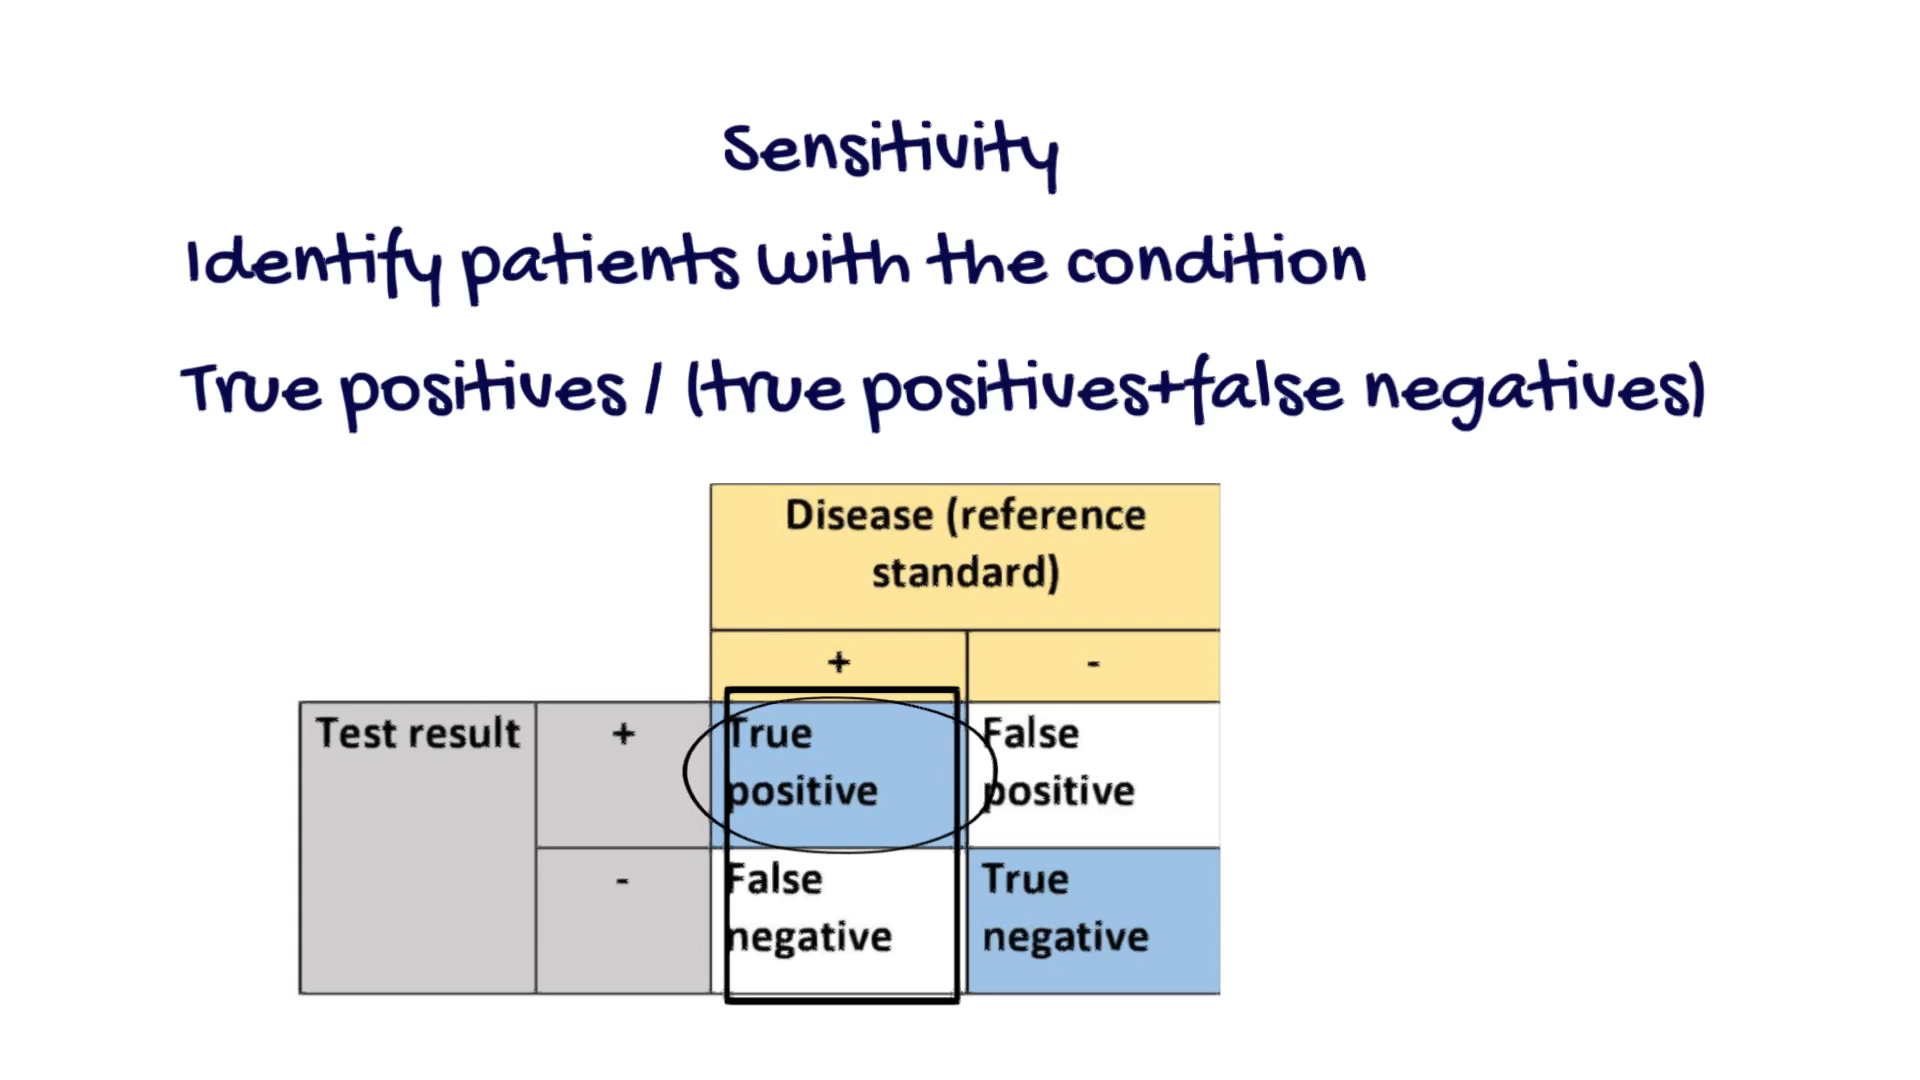 Sensitivity
Identify patients with the condition
True positives / (true positives+false negatives)
Disease (reference
standard)
+ -
Test result + True False
positive positive
- False True
negative negative